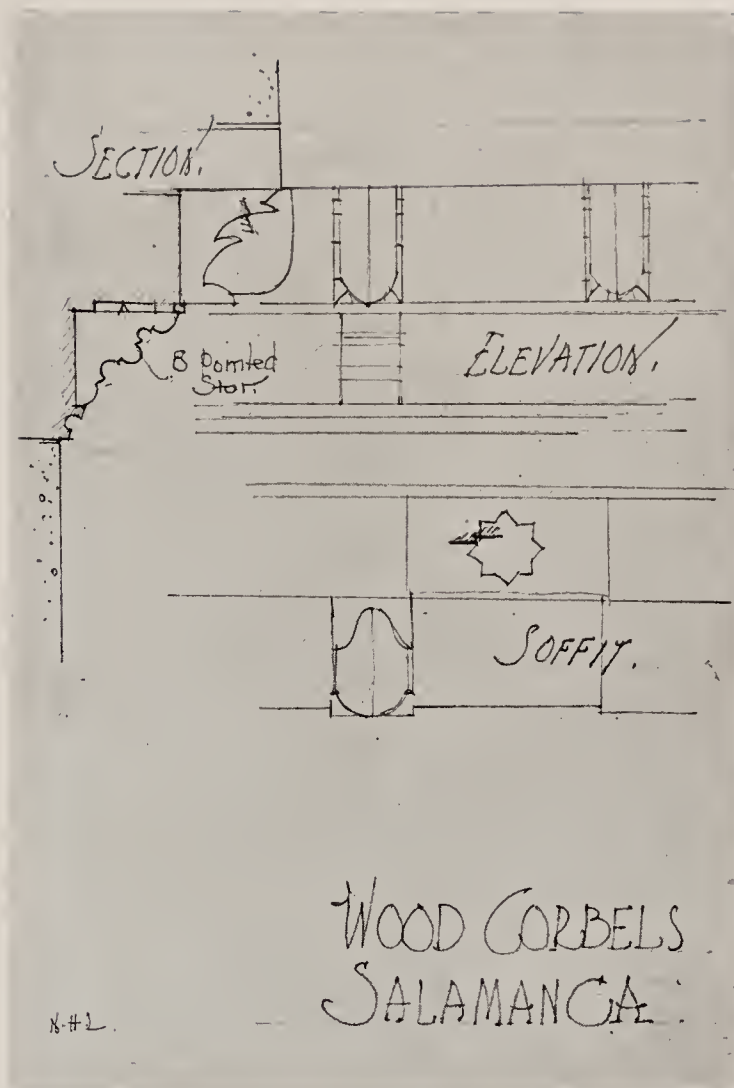 SECTION.
8 Pointed
Star.
ELEVATION.
SOFFIT.
WOOD CORBELS
SALAMANCA.